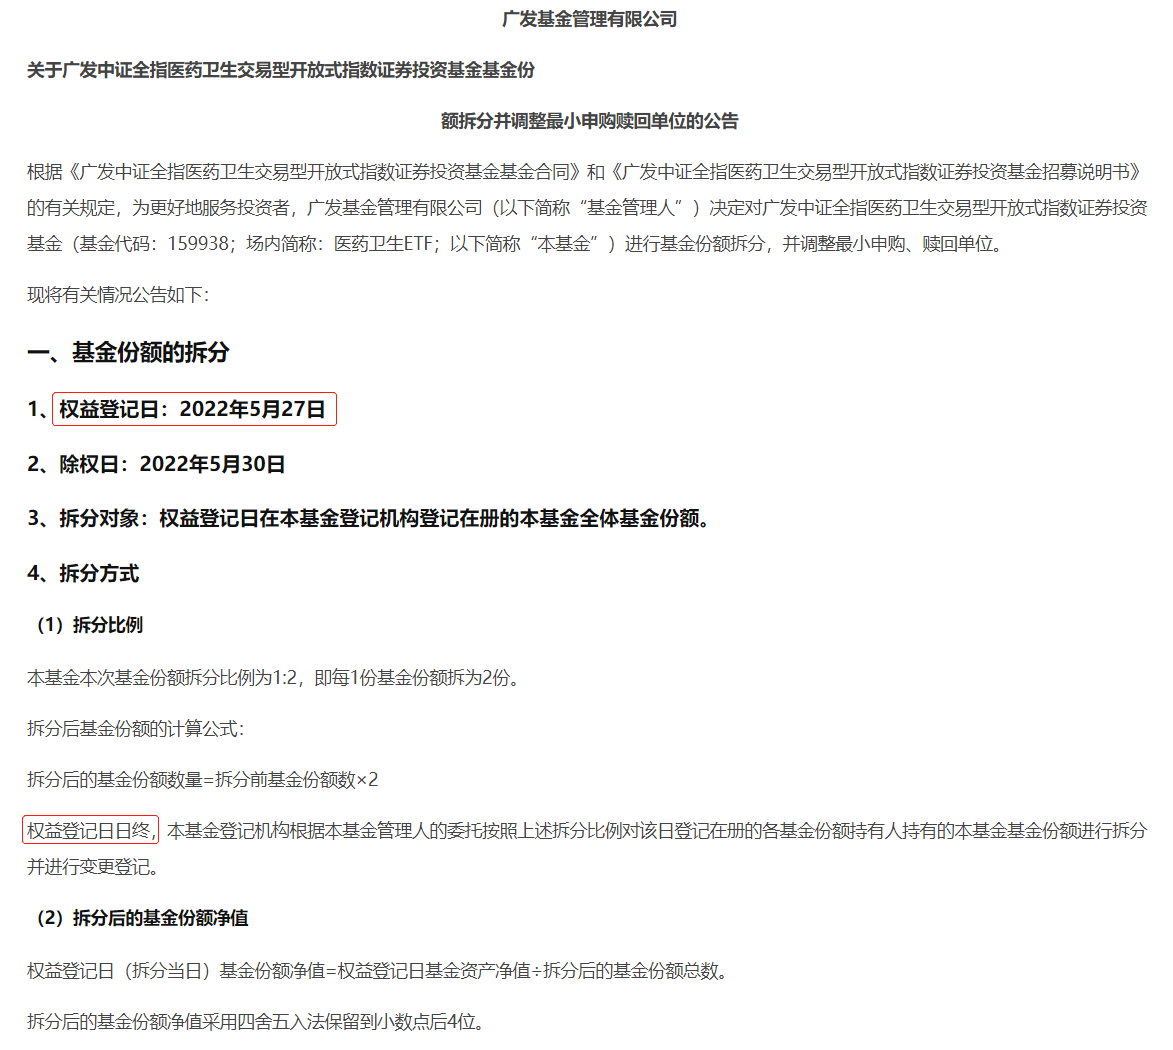 广发基金管理有限公司
关于广发中证全指医药卫生交易型开放式指数证券投资基金基金份
额拆分并调整最小申购赎回单位的公告
根据《广发中证全指医药卫生交易型开放式指数证券投资基金基金合同》和《广发中证全指医药卫生交易型开放式指数证券投资基金招募说明书》
的有关规定，为更好地服务投资者，广发基金管理有限公司（以下简称“基金管理人”）决定对广发中证全指医药卫生交易型开放式指数证券投资
基金（基金代码：159938；场内简称：医药卫生ETF；以下简称“本基金”）进行基金份额拆分，并调整最小申购、赎回单位。
现将有关情况公告如下：
一、基金份额的拆分
1、权益登记日：2022年5月27日
2、除权日：2022年5月30日
3、拆分对象：权益登记日在本基金登记机构登记在册的本基金全体基金份额。
4、拆分方式
（1）拆分比例
本基金本次基金份额拆分比例为1:2，即每1份基金份额拆为2份。
拆分后基金份额的计算公式：
拆分后的基金份额数量=拆分前基金份额数×2
权益登记日日终，本基金登记机构根据本基金管理人的委托按照上述拆分比例对该日登记在册的各基金份额持有人持有的本基金基金份额进行拆分
并进行变更登记。
（2）拆分后的基金份额净值
权益登记日（拆分当日）基金份额净值=权益登记日基金资产净值÷拆分后的基金份额总数。
拆分后的基金份额净值采用四舍五入法保留到小数点后4位。